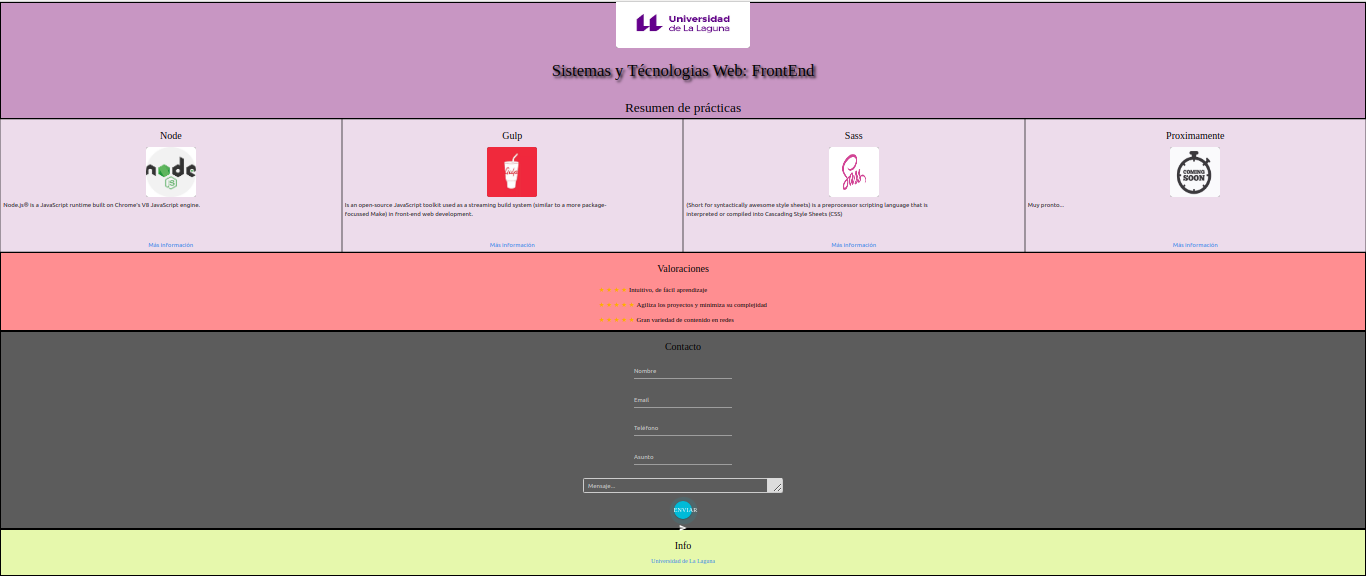 Universidad
de La Laguna
Sistemas y Técnologias Web: FrontEnd
Resumen de prácticas
Node
node
JS
Node.js® is a JavaScript runtime built on Chrome's V8 JavaScript engine.
Más información
Gulp
Gulp
Is an open-source JavaScript toolkit used as a streaming build system (similar to a more package-
focussed Make) in front-end web development.
Más información
Sass
Sass
(Short for syntactically awesome style sheets) is a preprocessor scripting language that is
interpreted or compiled into Cascading Style Sheets (CSS)
Más información
Proximamente
COMING
SOON
Muy pronto...
Más información
Valoraciones
Intuitivo, de fácil aprendizaje
Agiliza los proyectos y minimiza su complejidad
Gran variedad de contenido en redes
Contacto
Nombre
Email
Teléfono
Asunto
Mensaje...
ENVIAR
Info
Universidad de La Laguna